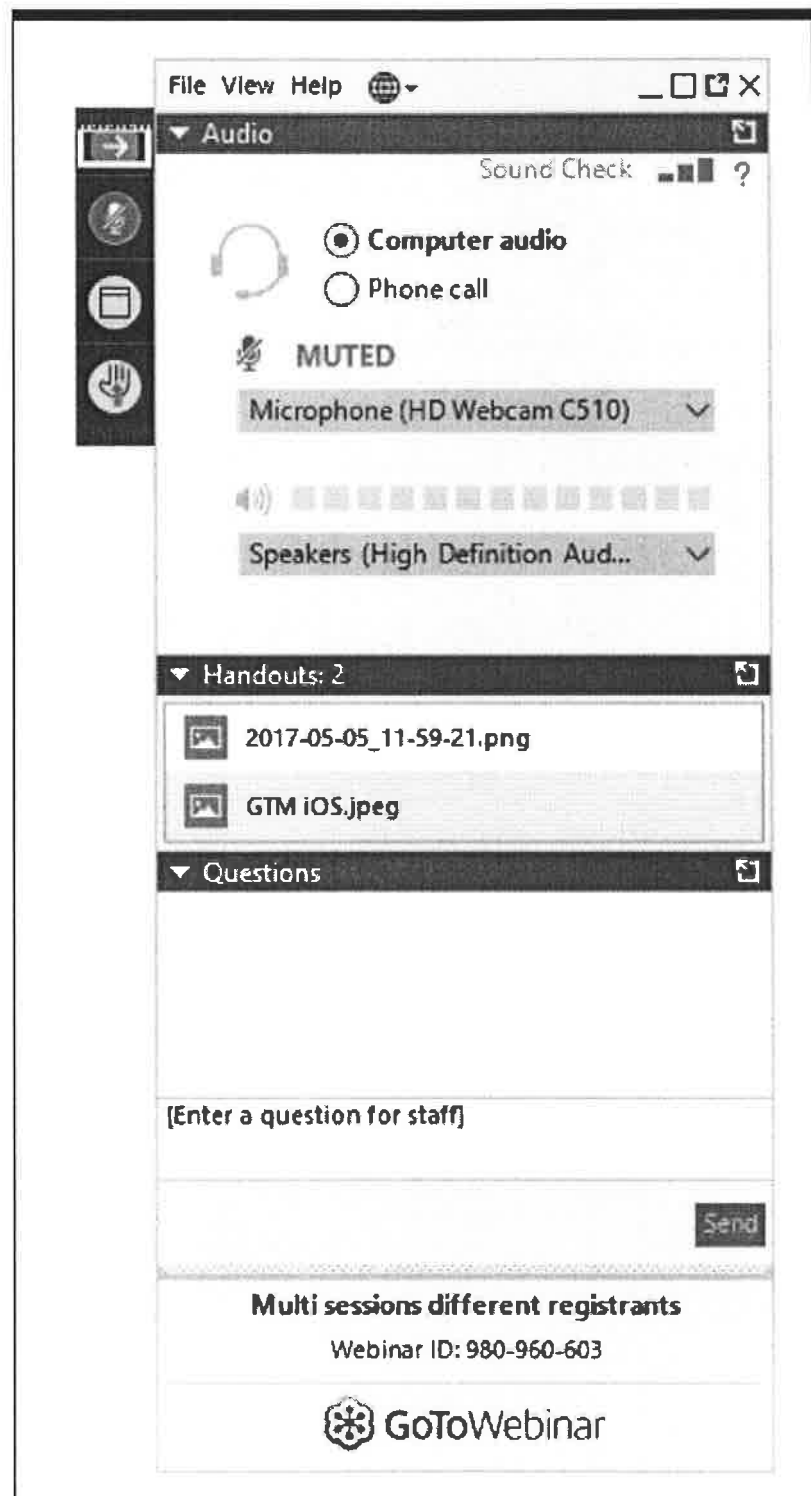 File View Help
Audio
Sound Check ?
Computer audio
Phone call
MUTED
Microphone (HD Webcam C510)
Speakers (High Definition Aud...
Handouts: 2
2017-05-05_11-59-21.png
GTM iOS.jpeg
Questions
[Enter a question for staff]
Send
Multi sessions different registrants
Webinar ID: 980-960-603
GoToWebinar